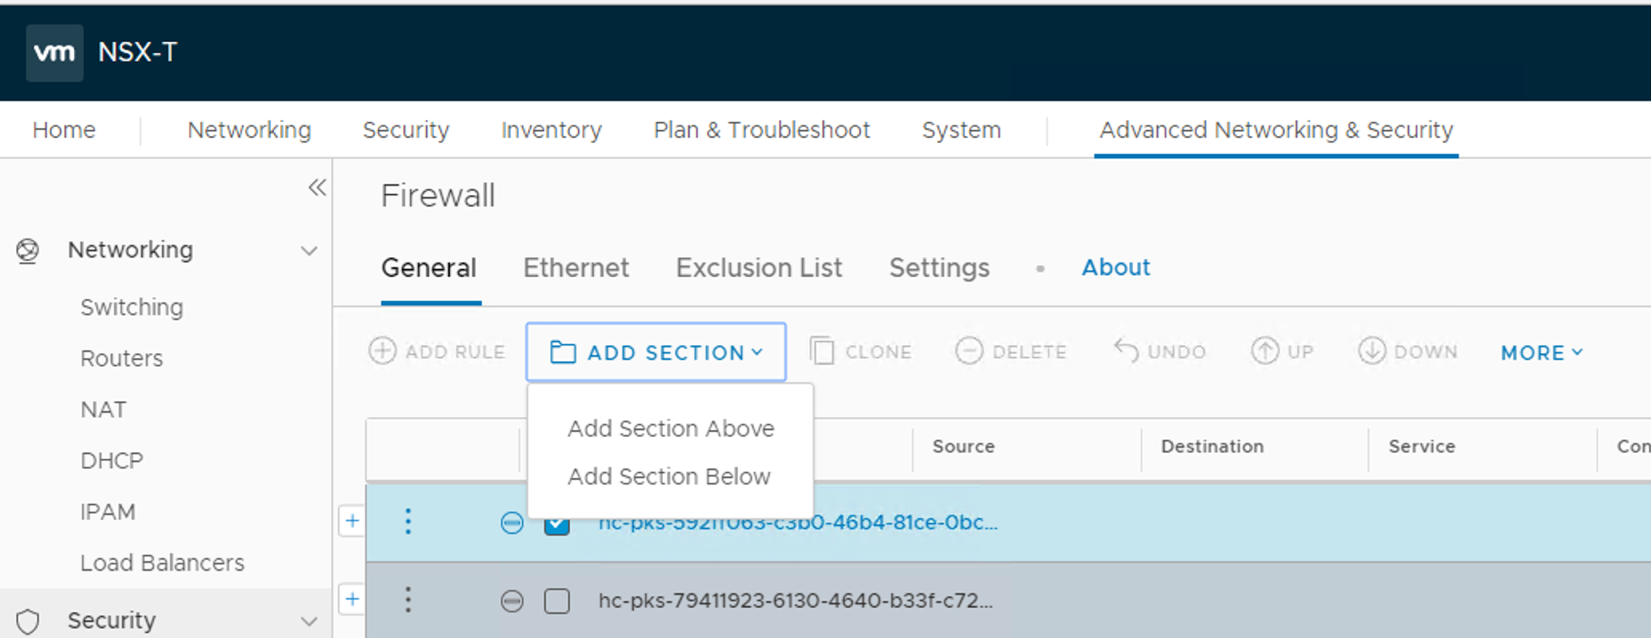 vm NSX-T
Home Networking Security Inventory Plan & Troubleshoot System Advanced Networking & Security
Firewall
Networking
General Ethernet Exclusion List Settings • About
Switching
ADD RULE ADD SECTION CLONE DELETE UNDO UP DOWN MORE
Routers
NAT
Add Section Above
Source Destination Service Con
DHCP
Add Section Below
IPAM
hc-pks-592ff063-c3b0-46b4-81ce-0bc...
Load Balancers
hc-pks-79411923-6130-4640-b33f-c72...
Security